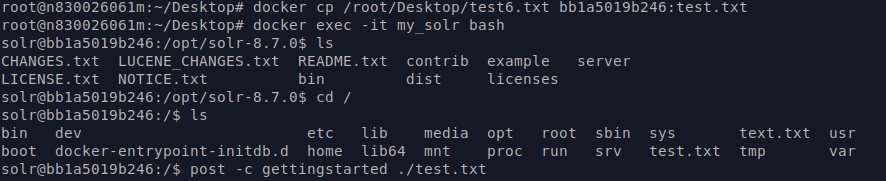 root@n830026061m:~/Desktop# docker cp /root/Desktop/test6.txt bb1a5019b246:test.txt
root@n830026061m:~/Desktop# docker exec -it my_solr bash
solr@bb1a5019b246:/opt/solr-8.7.0$ ls
CHANGES.txt  LUCENE_CHANGES.txt  README.txt  contrib  example   server
LICENSE.txt  NOTICE.txt          bin         dist     licenses
solr@bb1a5019b246:/opt/solr-8.7.0$ cd /
solr@bb1a5019b246:/$ ls
bin   dev                         etc   lib    media  opt   root  sbin  sys       text.txt  usr
boot  docker-entrypoint-initdb.d  home  lib64  mnt    proc  run   srv   test.txt  tmp       var
solr@bb1a5019b246:/$ post -c gettingstarted ./test.txt